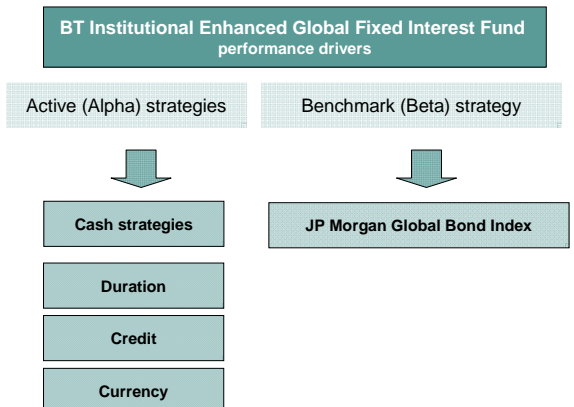 BT Institutional Enhanced Global Fixed Interest Fund
performance drivers
Active (Alpha) strategies
Benchmark (Beta) strategy
Cash strategies
JP Morgan Global Bond Index
Duration
Credit
Currency